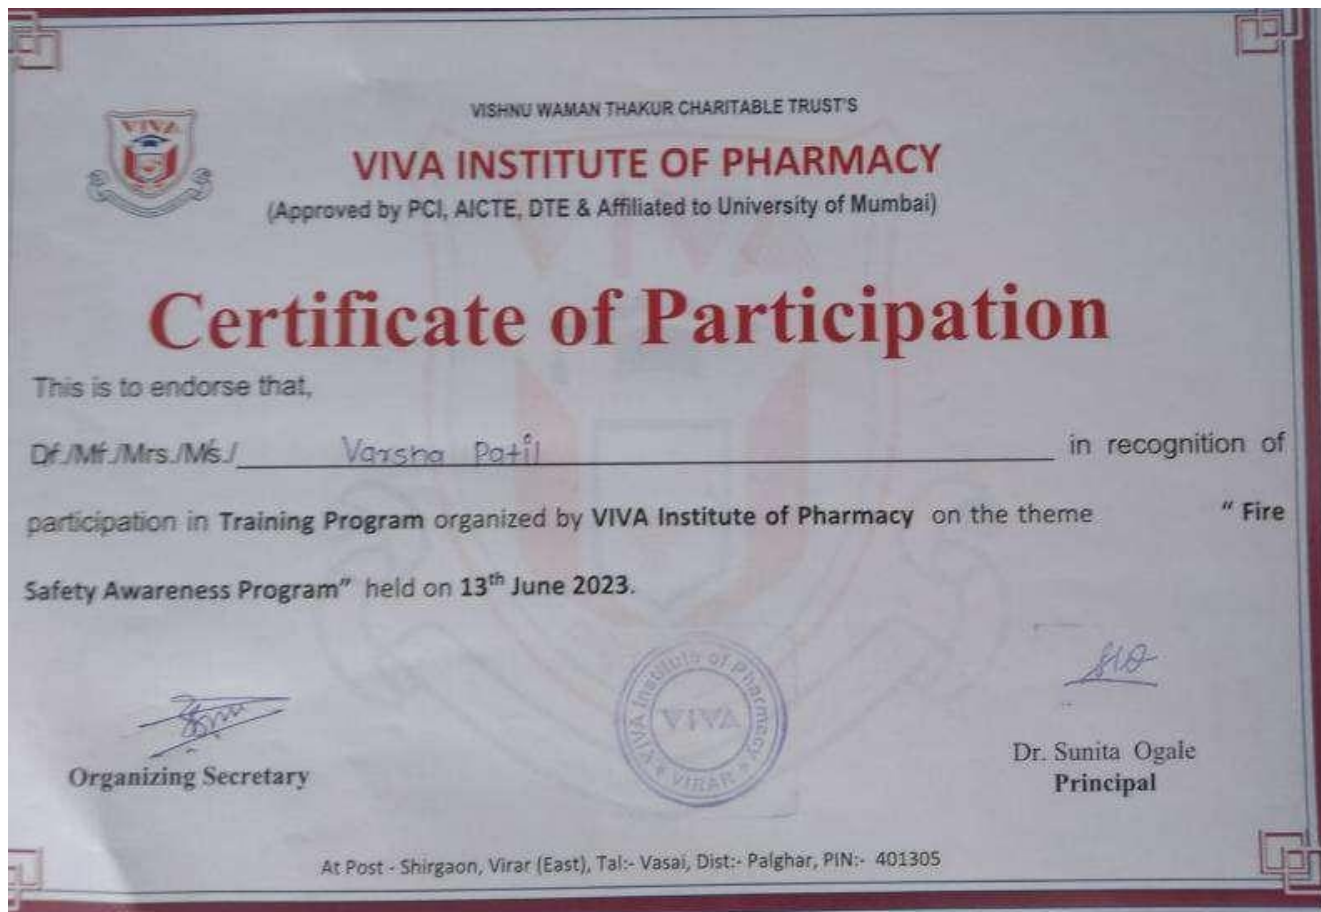 VIVA
VISHNU WAMAN THAKUR CHARITABLE TRUST'S
VIVA INSTITUTE OF PHARMACY
(Approved by PCI, AICTE, DTE & Affiliated to University of Mumbai)
Certificate of Participation
This is to endorse that,
Dr./Mr./Mrs./Ms./ Varsha Patil in recognition of
participation in Training Program organized by VIVA Institute of Pharmacy on the theme " Fire
Safety Awareness Program" held on 13th June 2023.
VIVA Institute of Pharmacy
VIVA
VIRAR
Organizing Secretary
Dr. Sunita Ogale
Principal
At Post - Shirgaon, Virar (East), Tal:- Vasai, Dist:- Palghar, PIN:- 401305